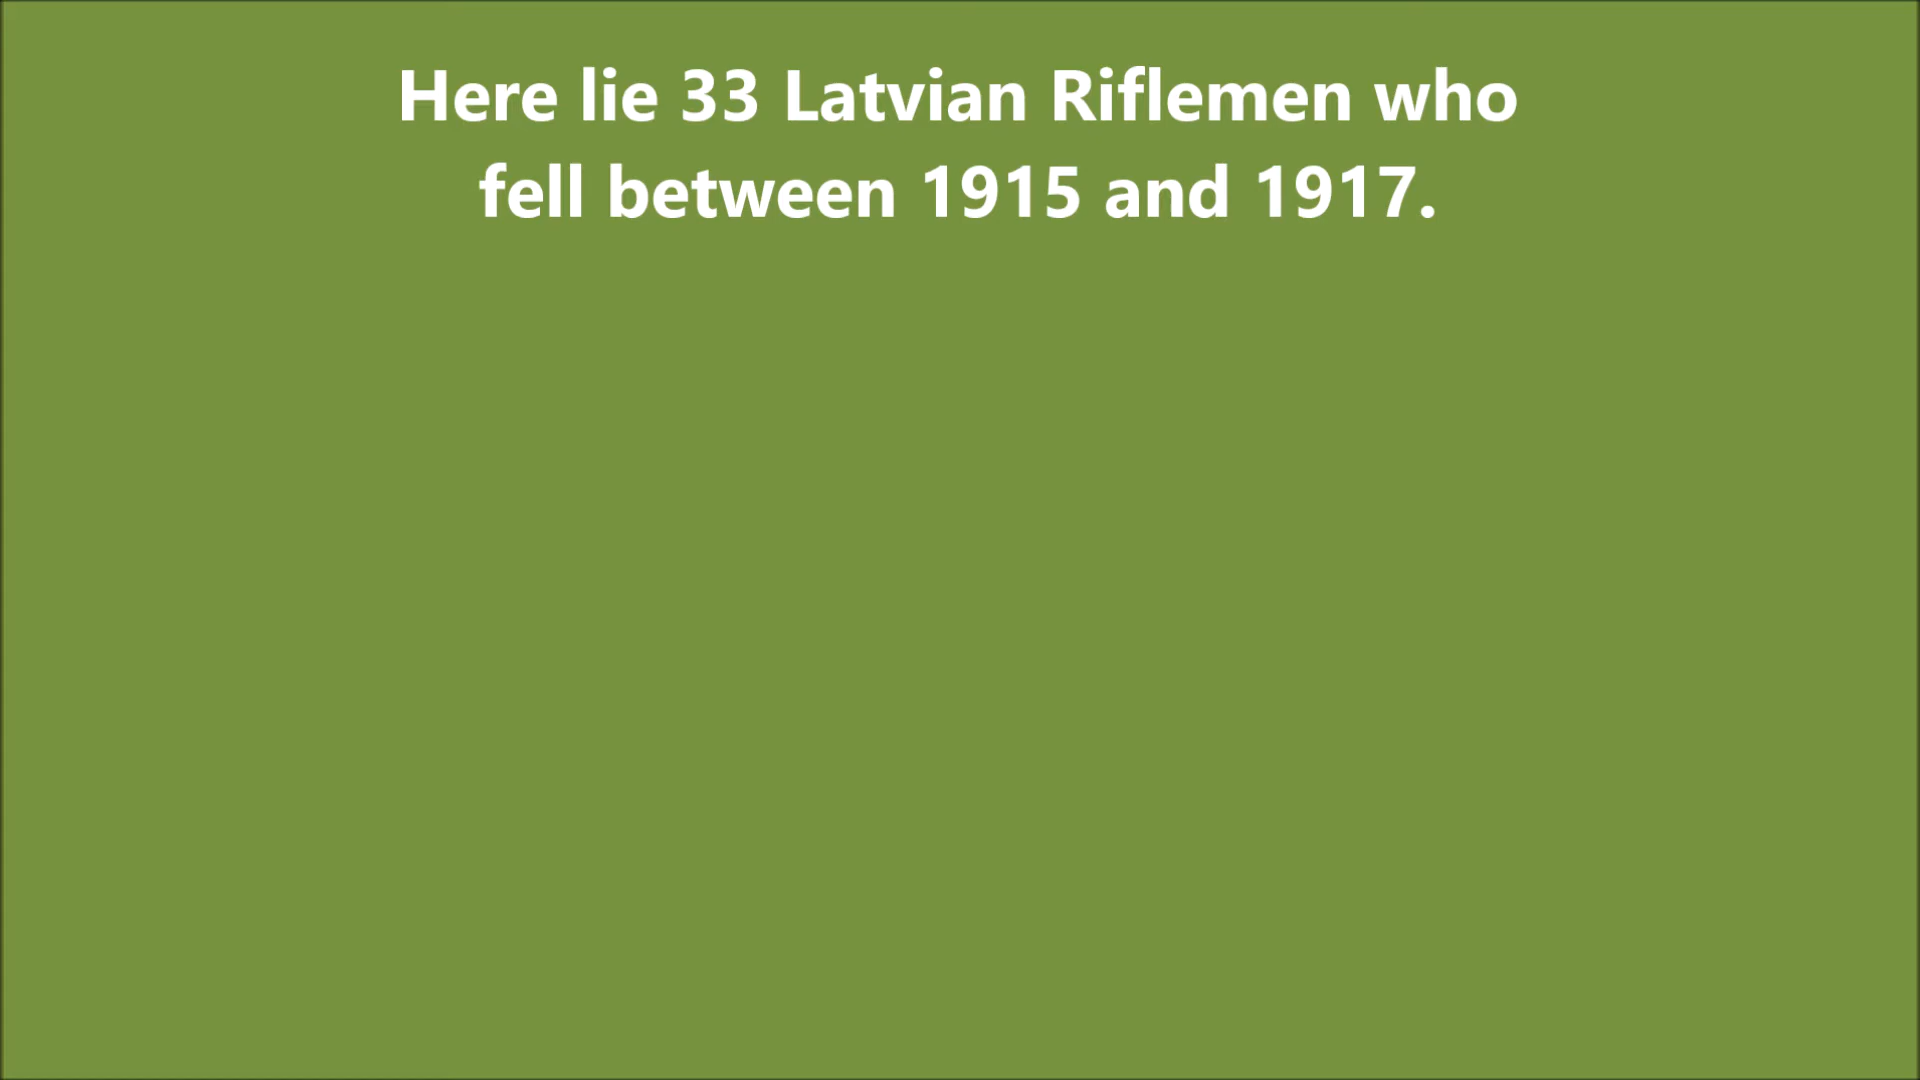 Here lie 33 Latvian Riflemen who
fell between 1915 and 1917.